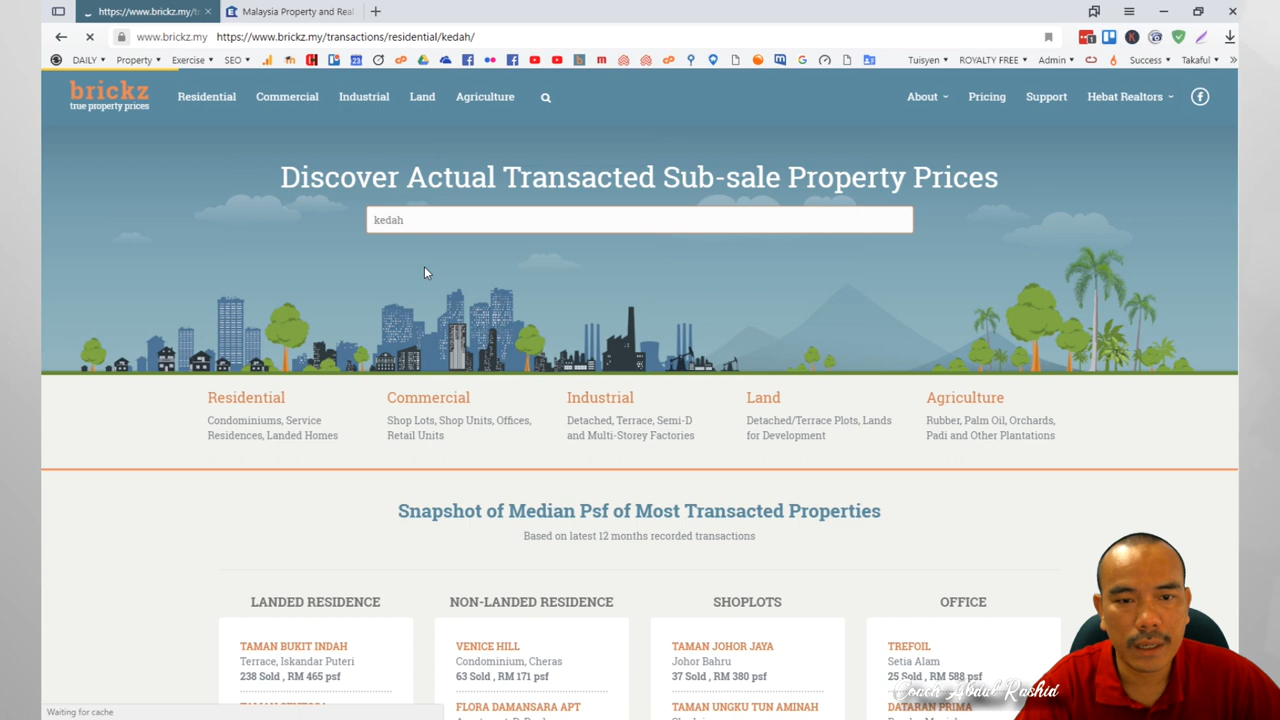 https://www.brickz.my/tr
Malaysia Property and Real
www.brickz.my https://www.brickz.my/transactions/residential/kedah/
DAILY Property Exercise SEO Tuisyen ROYALTY FREE Admin Success Takaful
brickz
true property prices
Residential Commercial Industrial Land Agriculture About Pricing Support Hebat Realtors
Discover Actual Transacted Sub-sale Property Prices
kedah
Residential
Condominiums, Service
Residences, Landed Homes
Commercial
Shop Lots, Shop Units, Offices,
Retail Units
Industrial
Detached, Terrace, Semi-D
and Multi-Storey Factories
Land
Detached/Terrace Plots, Lands
for Development
Agriculture
Rubber, Palm Oil, Orchards,
Padi and Other Plantations
Snapshot of Median Psf of Most Transacted Properties
Based on latest 12 months recorded transactions
LANDED RESIDENCE
TAMAN BUKIT INDAH
Terrace, Iskandar Puteri
238 Sold , RM 465 psf
NON-LANDED RESIDENCE
VENICE HILL
Condominium, Cheras
63 Sold , RM 171 psf
FLORA DAMANSARA APT
SHOPLOTS
TAMAN JOHOR JAYA
Johor Bahru
37 Sold , RM 380 psf
TAMAN UNGKU TUN AMINAH
OFFICE
TREFOIL
Setia Alam
25 Sold , RM 588 psf
DATARAN PRIMA
Coach Abdul Rashid
Waiting for cache